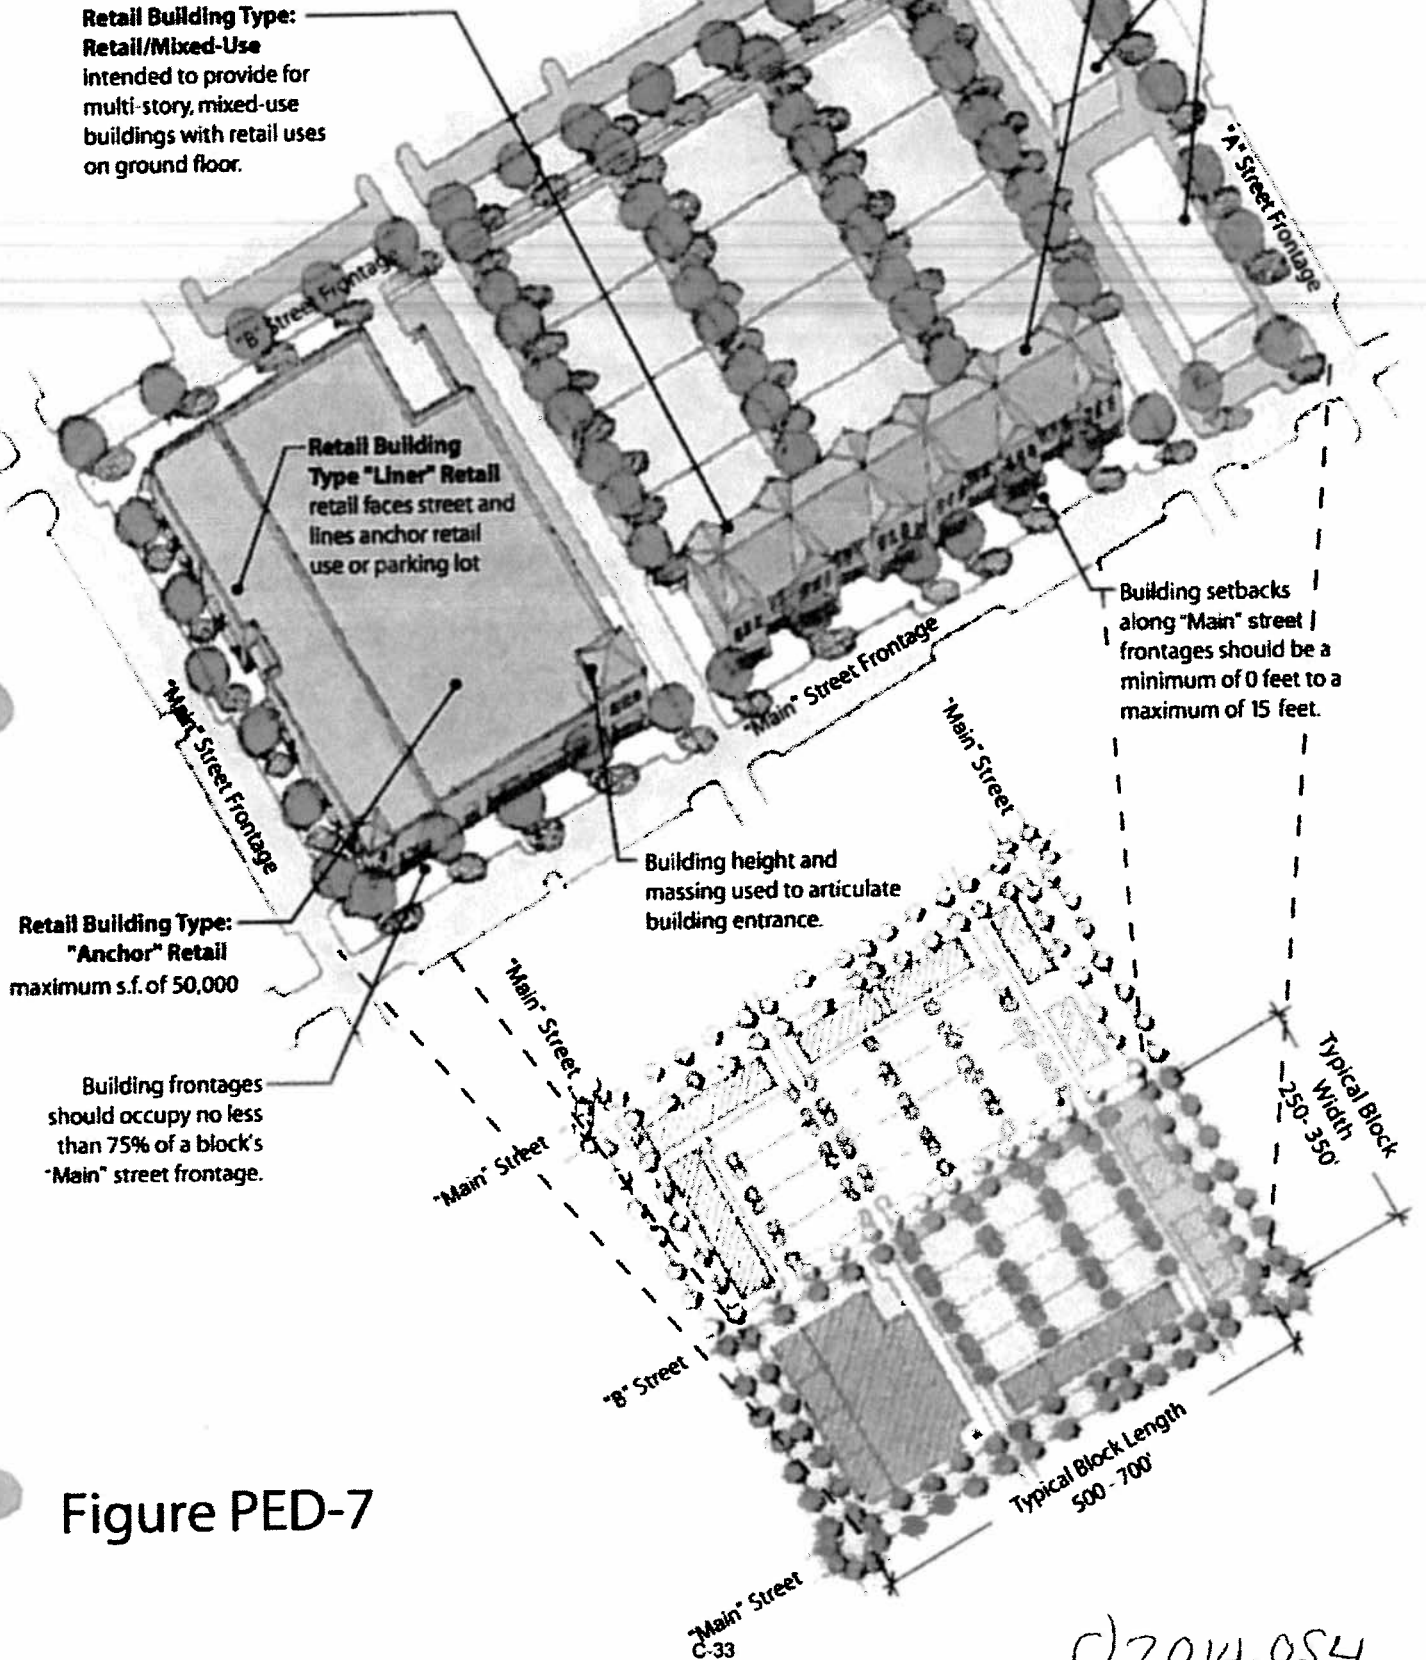 Retail Building Type:
Retail/Mixed-Use
intended to provide for
multi-story, mixed-use
buildings with retail uses
on ground floor.
"A" Street Frontage
"B" Street Frontage
Retail Building
Type "Liner" Retail
retail faces street and
lines anchor retail
use or parking lot
Building setbacks
along "Main" street
frontages should be a
minimum of 0 feet to a
maximum of 15 feet.
"Main" Street Frontage
"Main" Street Frontage
"Main" Street
Building height and
massing used to articulate
building entrance.
Retail Building Type:
"Anchor" Retail
maximum s.f. of 50,000
"Main" Street
Building frontages
should occupy no less
than 75% of a block's
"Main" street frontage.
"Main" Street
Typical Block
Width
250- 350'
"B" Street
Typical Block Length
500 - 700'
Figure PED-7
"Main" Street
C-33